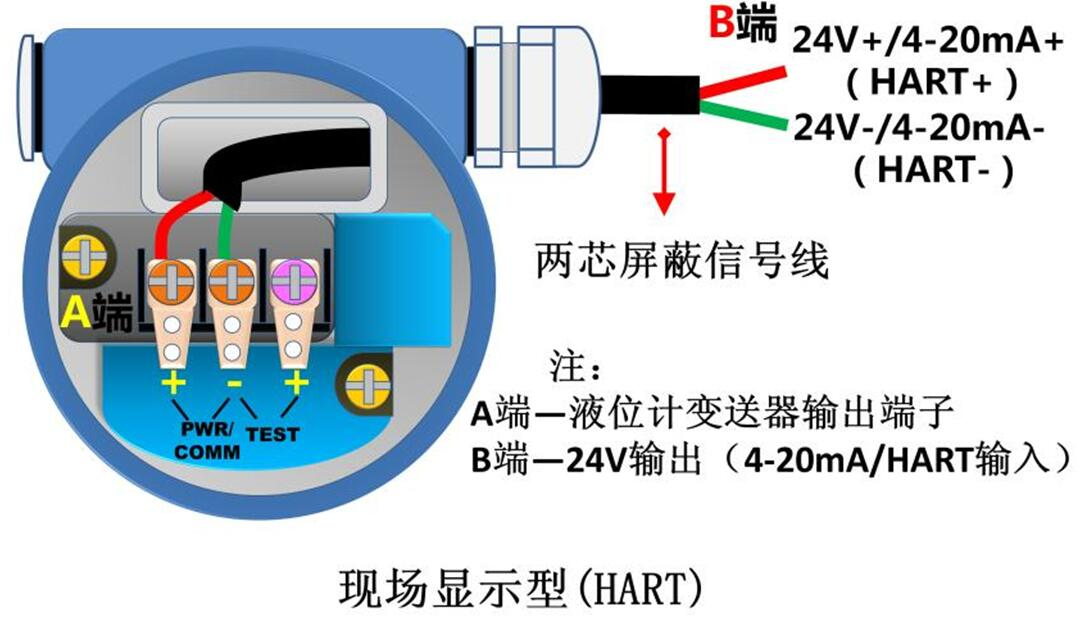 B端
24V+/4-20mA+
（HART+）
24V-/4-20mA-
（HART-）
两芯屏蔽信号线
A端
+ - +
PWR/
COMM
TEST
注：
A端—液位计变送器输出端子
B端—24V输出（4-20mA/HART输入）
现场显示型(HART)